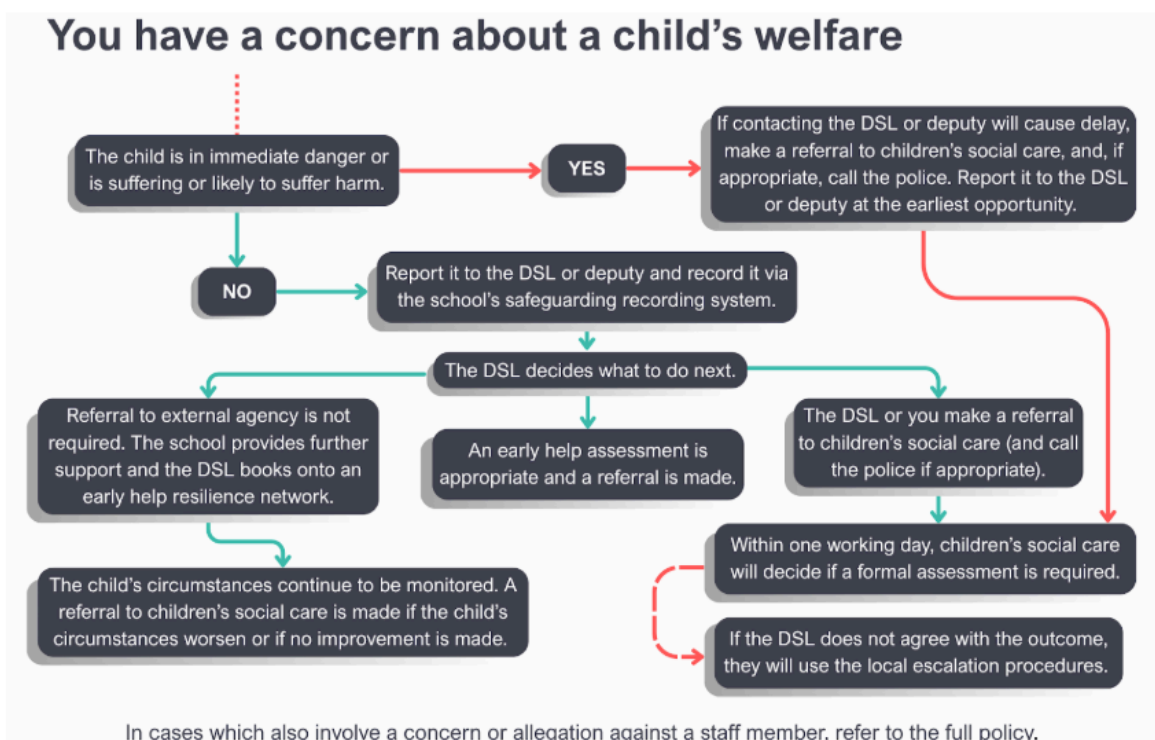 You have a concern about a child's welfare
The child is in immediate danger or
is suffering or likely to suffer harm.
YES
If contacting the DSL or deputy will cause delay,
make a referral to children's social care, and, if
appropriate, call the police. Report it to the DSL
or deputy at the earliest opportunity.
NO
Report it to the DSL or deputy and record it via
the school's safeguarding recording system.
The DSL decides what to do next.
Referral to external agency is not
required. The school provides further
support and the DSL books onto an
early help resilience network.
An early help assessment is
appropriate and a referral is made.
The DSL or you make a referral
to children's social care (and call
the police if appropriate).
The child's circumstances continue to be monitored. A
referral to children's social care is made if the child's
circumstances worsen or if no improvement is made.
Within one working day, children's social care
will decide if a formal assessment is required.
If the DSL does not agree with the outcome,
they will use the local escalation procedures.
In cases which also involve a concern or allegation against a staff member, refer to the full policy.